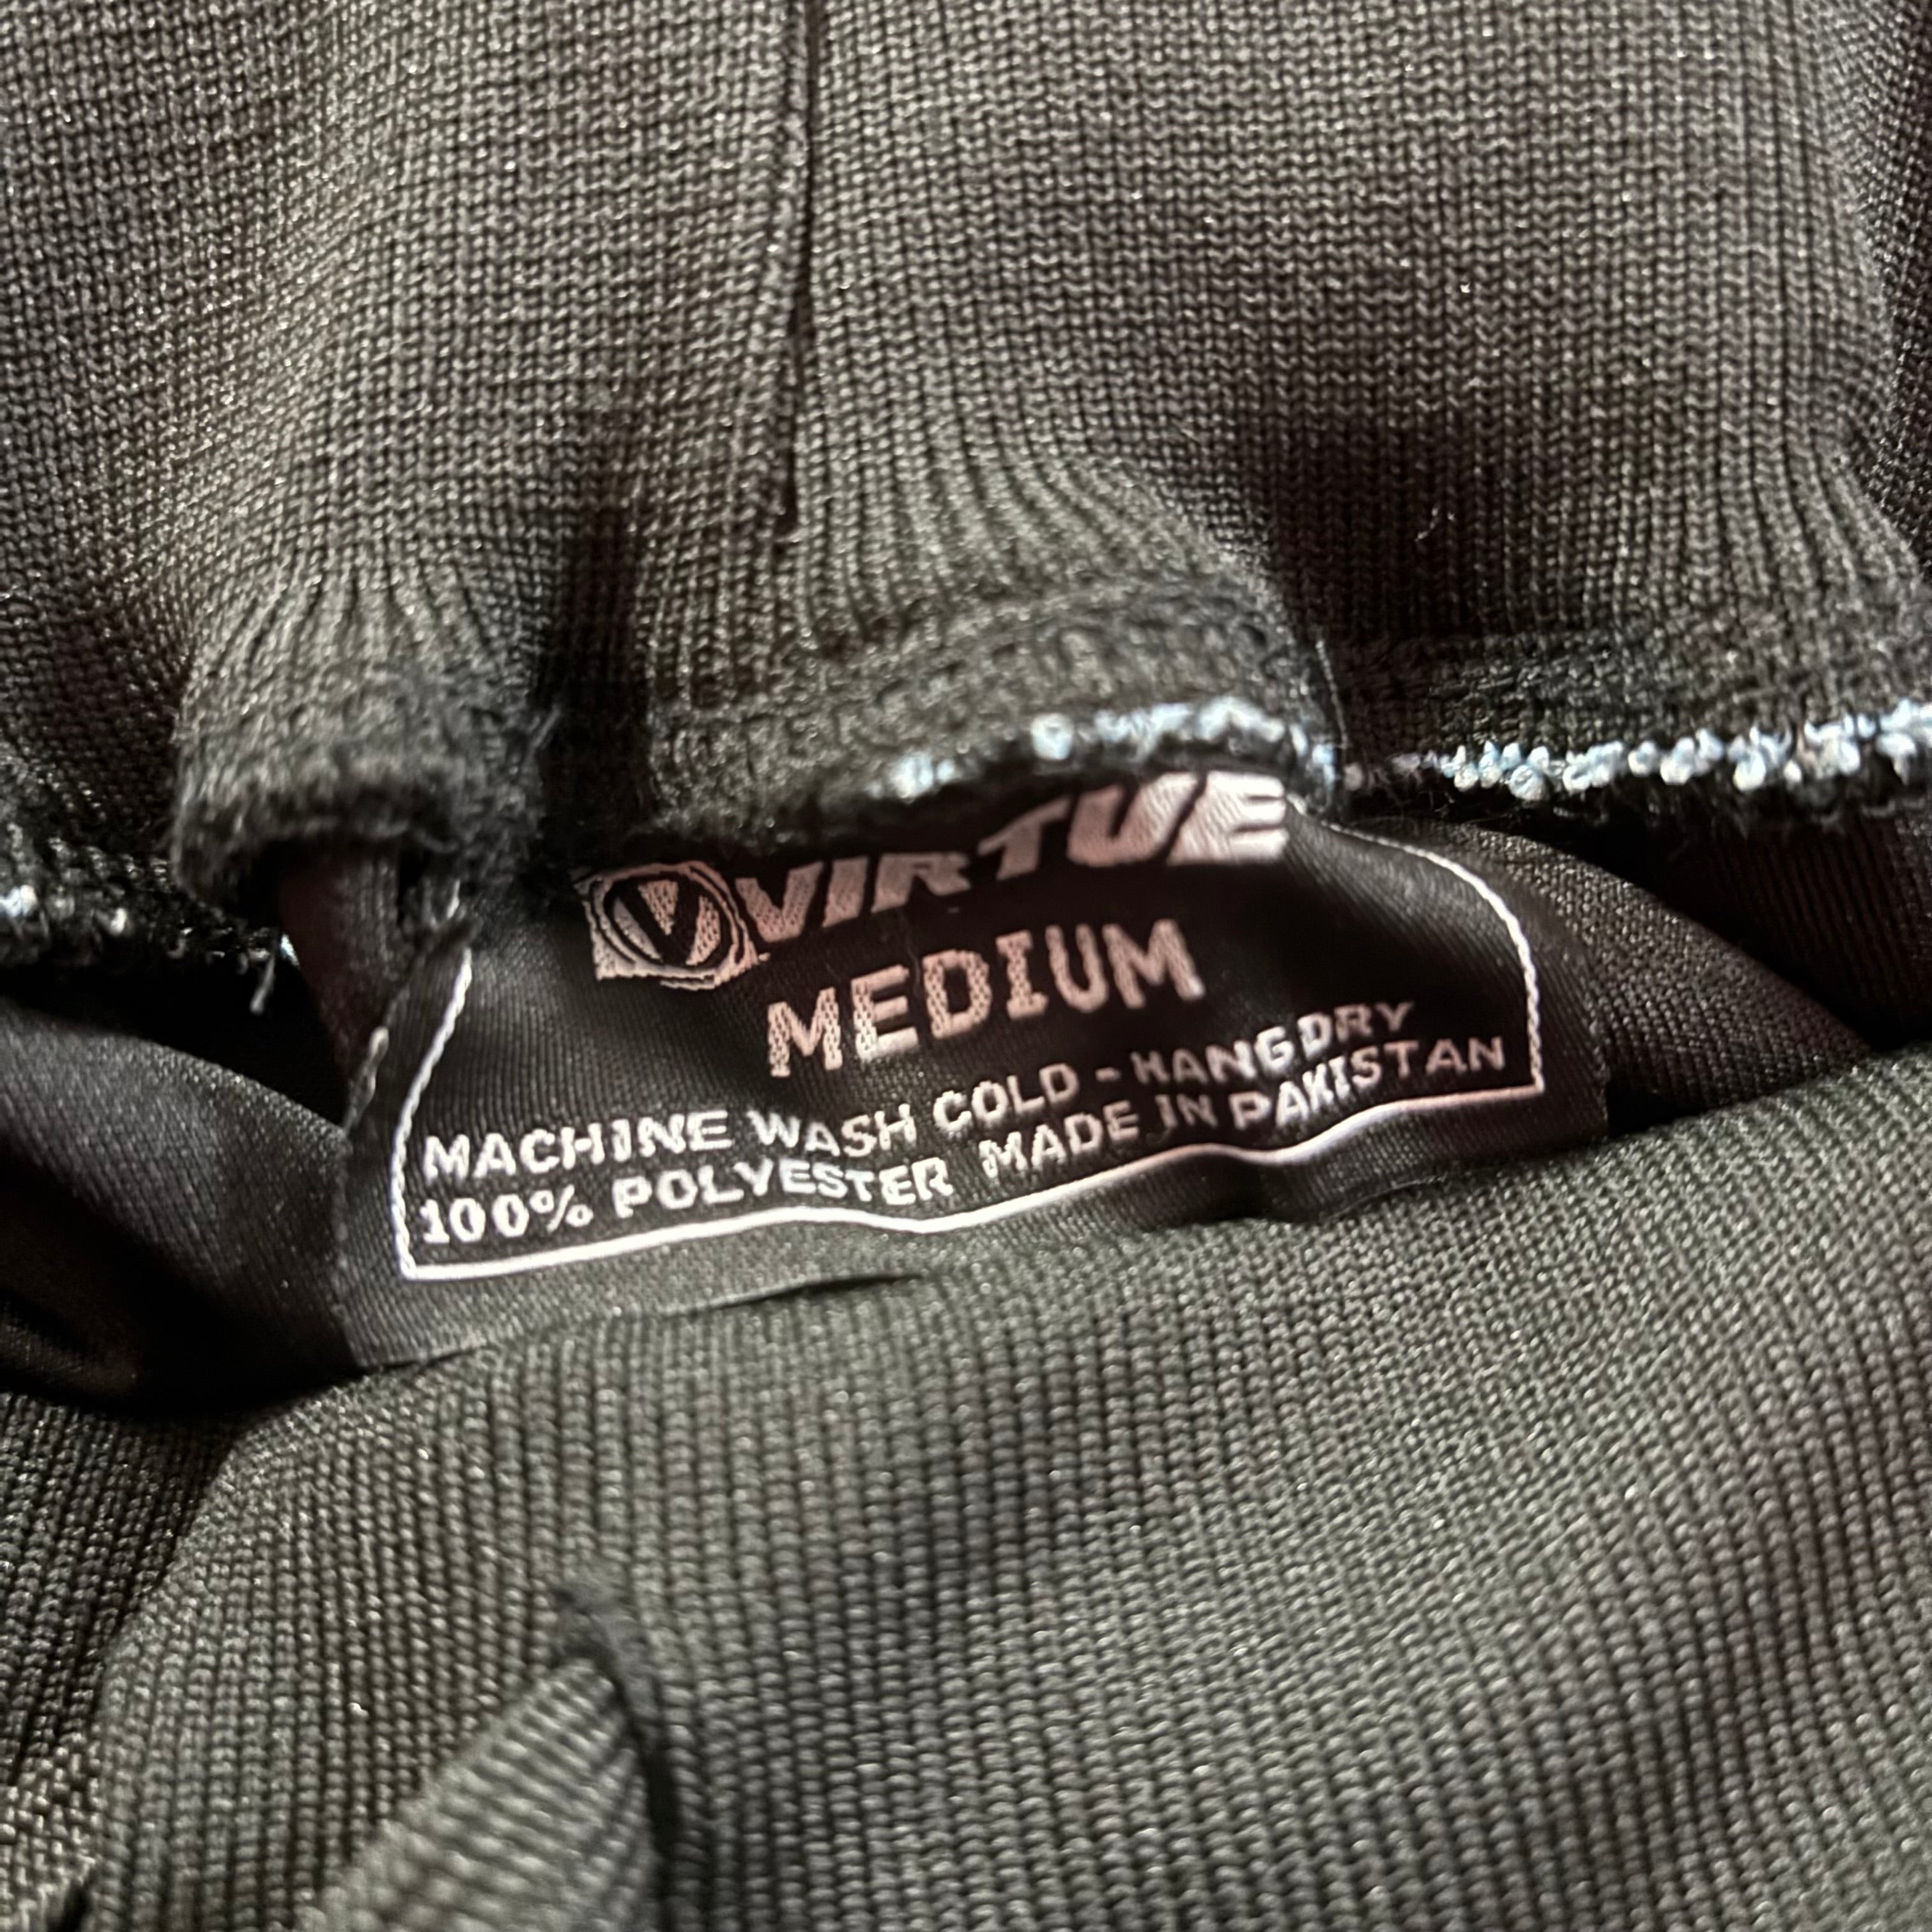 V VIRTUE
MEDIUM
MACHINE WASH COLD - HANGDRY
100% POLYESTER MADE IN PAKISTAN